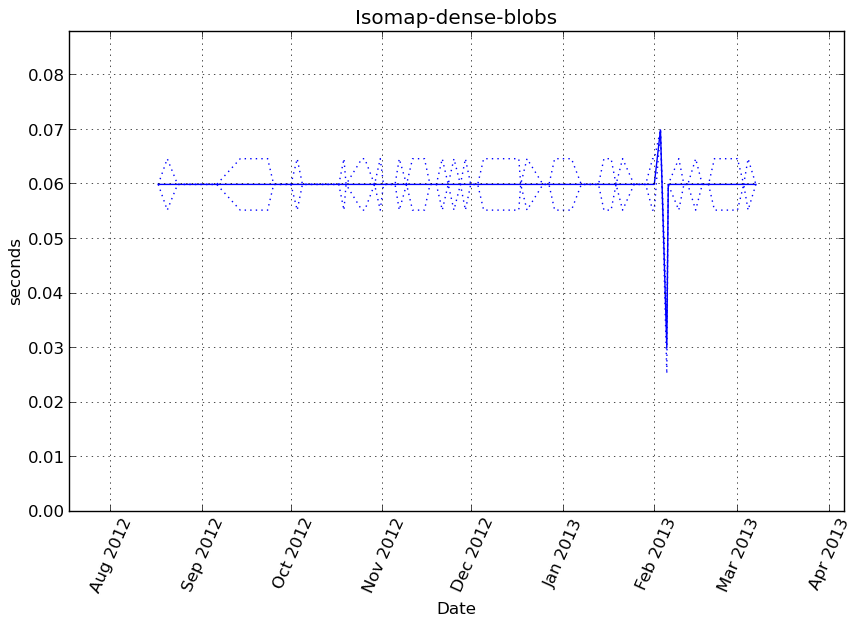 Isomap-dense-blobs
0.08
0.07
0.06
0.05
0.04
0.03
0.02
0.01
0.00
seconds
Aug 2012
Sep 2012
Oct 2012
Nov 2012
Dec 2012
Jan 2013
Feb 2013
Mar 2013
Apr 2013
Date